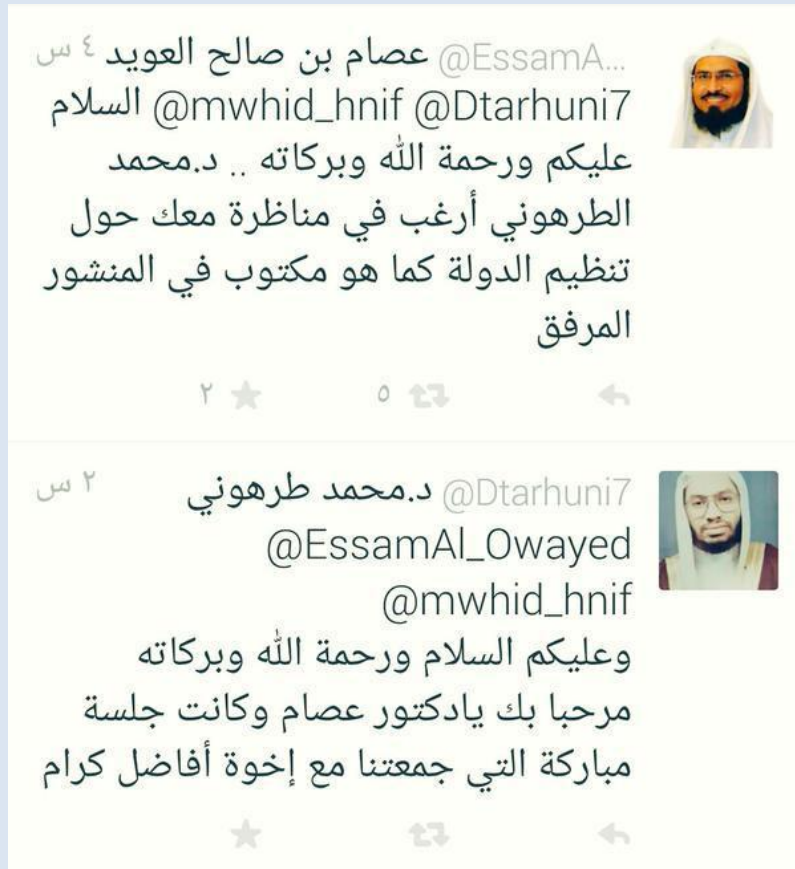 عصام بن صالح العويد @EssamA... ٤ س
@mwhid_hnif @Dtarhuni7 السلام
عليكم ورحمة الله وبركاته .. د.محمد
الطرهوني أرغب في مناظرة معك حول
تنظيم الدولة كما هو مكتوب في المنشور
المرفق
٥ ٢
د.محمد طرهوني @Dtarhuni7 ٢ س
@EssamAl_Owayed
@mwhid_hnif
وعليكم السلام ورحمة الله وبركاته
مرحبا بك يادكتور عصام وكانت جلسة
مباركة التي جمعتنا مع إخوة أفاضل كرام